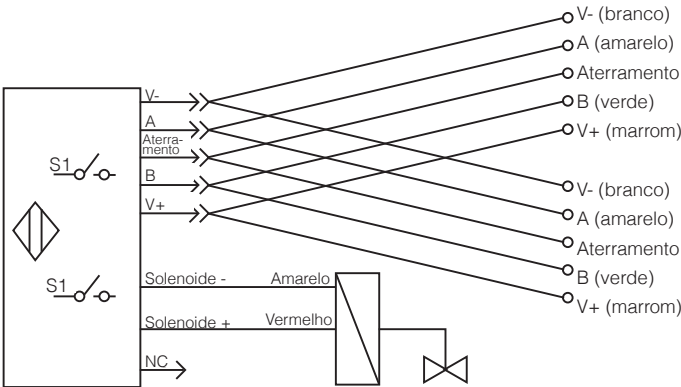 V- (branco)
A (amarelo)
Aterramento
B (verde)
V+ (marrom)
V-
A
Aterra-
mento
B
V+
S1
S1
V- (branco)
A (amarelo)
Aterramento
B (verde)
V+ (marrom)
Solenoide - Amarelo
Solenoide + Vermelho
NC